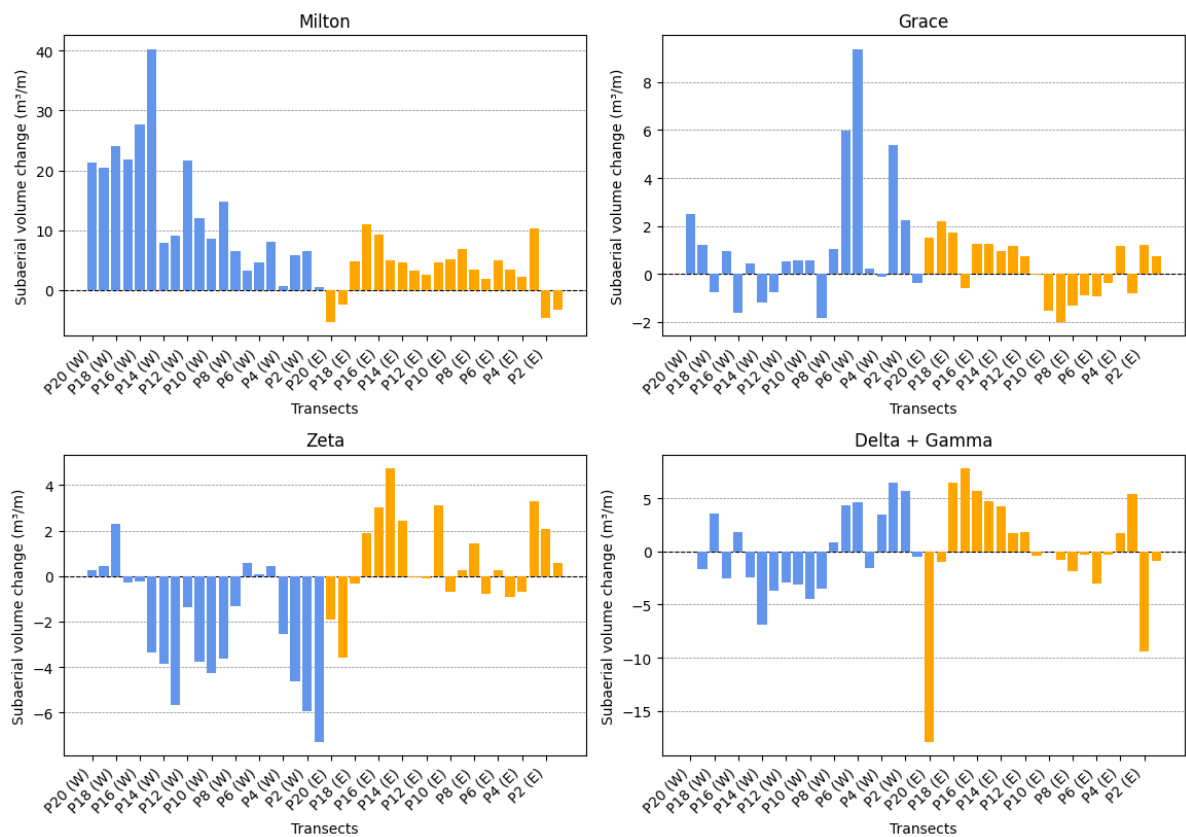 Milton
Subaerial volume change (m³/m)
40
30
20
10
0
P20 (W) P18 (W) P16 (W) P14 (W) P12 (W) P10 (W) P8 (W) P6 (W) P4 (W) P2 (W) P20 (E) P18 (E) P16 (E) P14 (E) P12 (E) P10 (E) P8 (E) P6 (E) P4 (E) P2 (E)
Transects
Grace
Subaerial volume change (m³/m)
8
6
4
2
0
−2
P20 (W) P18 (W) P16 (W) P14 (W) P12 (W) P10 (W) P8 (W) P6 (W) P4 (W) P2 (W) P20 (E) P18 (E) P16 (E) P14 (E) P12 (E) P10 (E) P8 (E) P6 (E) P4 (E) P2 (E)
Transects
Zeta
Subaerial volume change (m³/m)
4
2
0
−2
−4
−6
P20 (W) P18 (W) P16 (W) P14 (W) P12 (W) P10 (W) P8 (W) P6 (W) P4 (W) P2 (W) P20 (E) P18 (E) P16 (E) P14 (E) P12 (E) P10 (E) P8 (E) P6 (E) P4 (E) P2 (E)
Transects
Delta + Gamma
Subaerial volume change (m³/m)
5
0
−5
−10
−15
P20 (W) P18 (W) P16 (W) P14 (W) P12 (W) P10 (W) P8 (W) P6 (W) P4 (W) P2 (W) P20 (E) P18 (E) P16 (E) P14 (E) P12 (E) P10 (E) P8 (E) P6 (E) P4 (E) P2 (E)
Transects